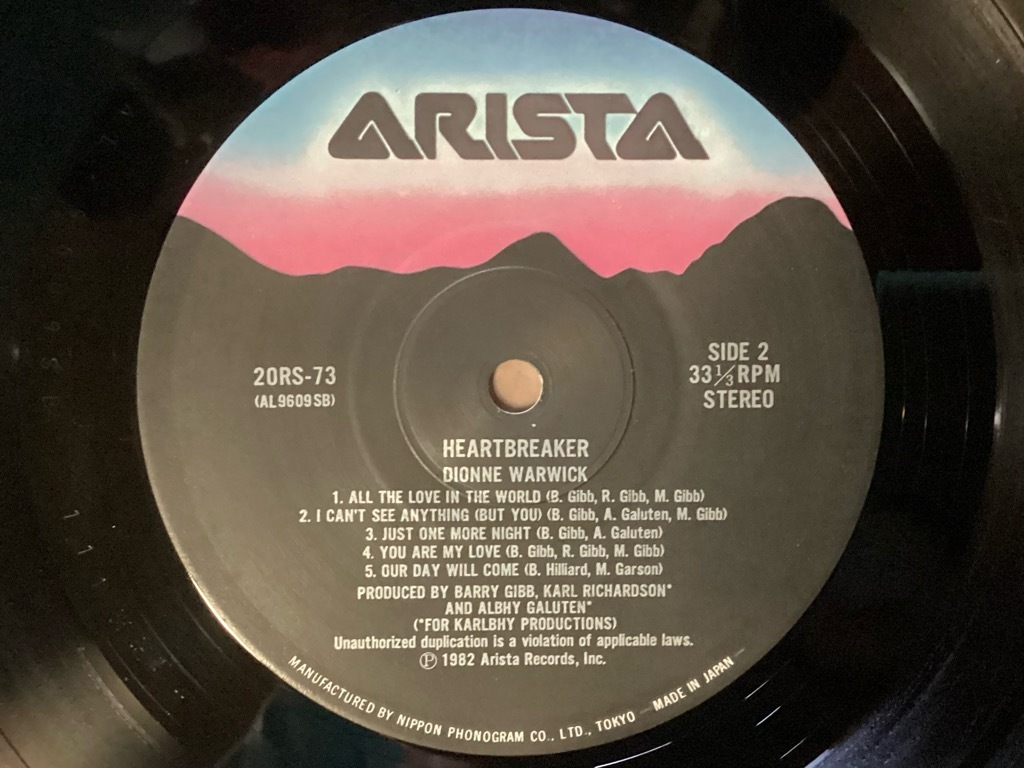 ARISTA
20RS-73
(AL9609SB)
SIDE 2
33 1/3 RPM
STEREO
HEARTBREAKER
DIONNE WARWICK
1. ALL THE LOVE IN THE WORLD (B. Gibb, R. Gibb, M. Gibb)
2. I CAN'T SEE ANYTHING (BUT YOU) (B. Gibb, A. Galuten, M. Gibb)
3. JUST ONE MORE NIGHT (B. Gibb, A. Galuten)
4. YOU ARE MY LOVE (B. Gibb, R. Gibb, M. Gibb)
5. OUR DAY WILL COME (B. Hilliard, M. Garson)
PRODUCED BY BARRY GIBB, KARL RICHARDSON*
AND ALBHY GALUTEN*
(*FOR KARLBHY PRODUCTIONS)
Unauthorized duplication is a violation of applicable laws.
℗ 1982 Arista Records, Inc.
MANUFACTURED BY NIPPON PHONOGRAM CO., LTD., TOKYO — MADE IN JAPAN —